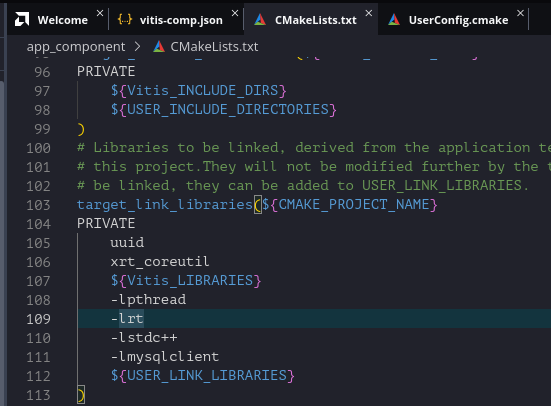 Welcome vitis-comp.json CMakeLists.txt UserConfig.cmake
app_component > CMakeLists.txt
96 PRIVATE
97 ${Vitis_INCLUDE_DIRS}
98 ${USER_INCLUDE_DIRECTORIES}
99 )
100 # Libraries to be linked, derived from the application te
101 # this project.They will not be modified further by the t
102 # be linked, they can be added to USER_LINK_LIBRARIES.
103 target_link_libraries(${CMAKE_PROJECT_NAME}
104 PRIVATE
105 uuid
106 xrt_coreutil
107 ${Vitis_LIBRARIES}
108 -lpthread
109 -lrt
110 -lstdc++
111 -lmysqlclient
112 ${USER_LINK_LIBRARIES}
113 )